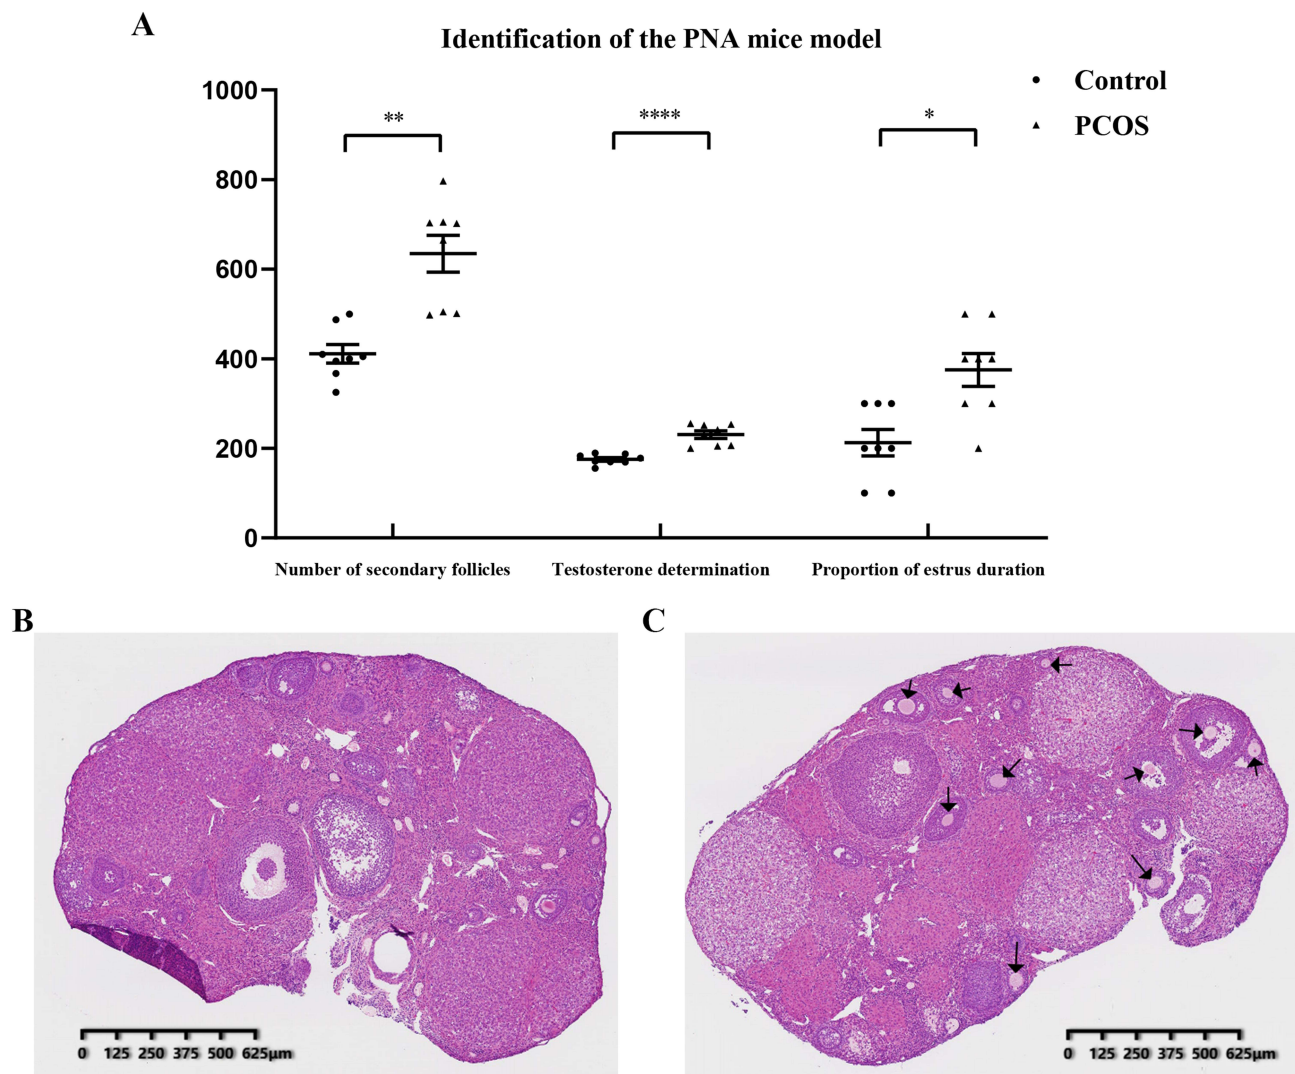 A
Identification of the PNA mice model
Control
PCOS
1000
800
600
400
200
0
**
****
*
Number of secondary follicles
Testosterone determination
Proportion of estrus duration
B
C
0 125 250 375 500 625μm
0 125 250 375 500 625μm